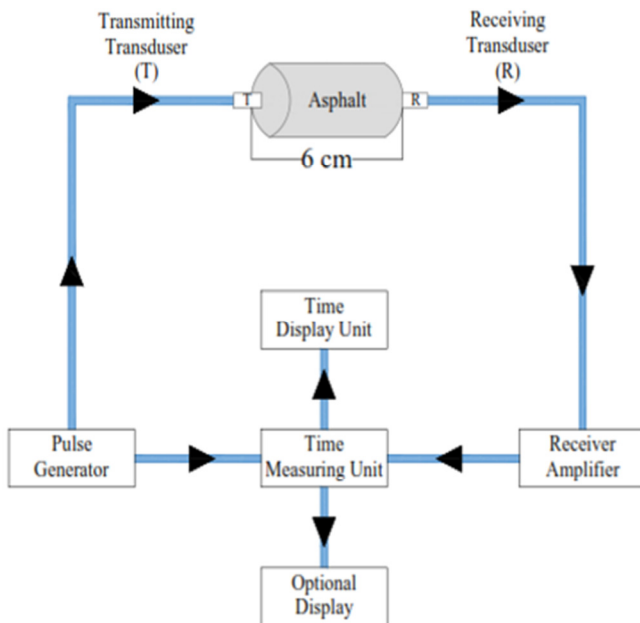 Transmitting
Transduser
(T)
Receiving
Transduser
(R)
T
Asphalt
R
6 cm
Time
Display Unit
Pulse
Generator
Time
Measuring Unit
Receiver
Amplifier
Optional
Display